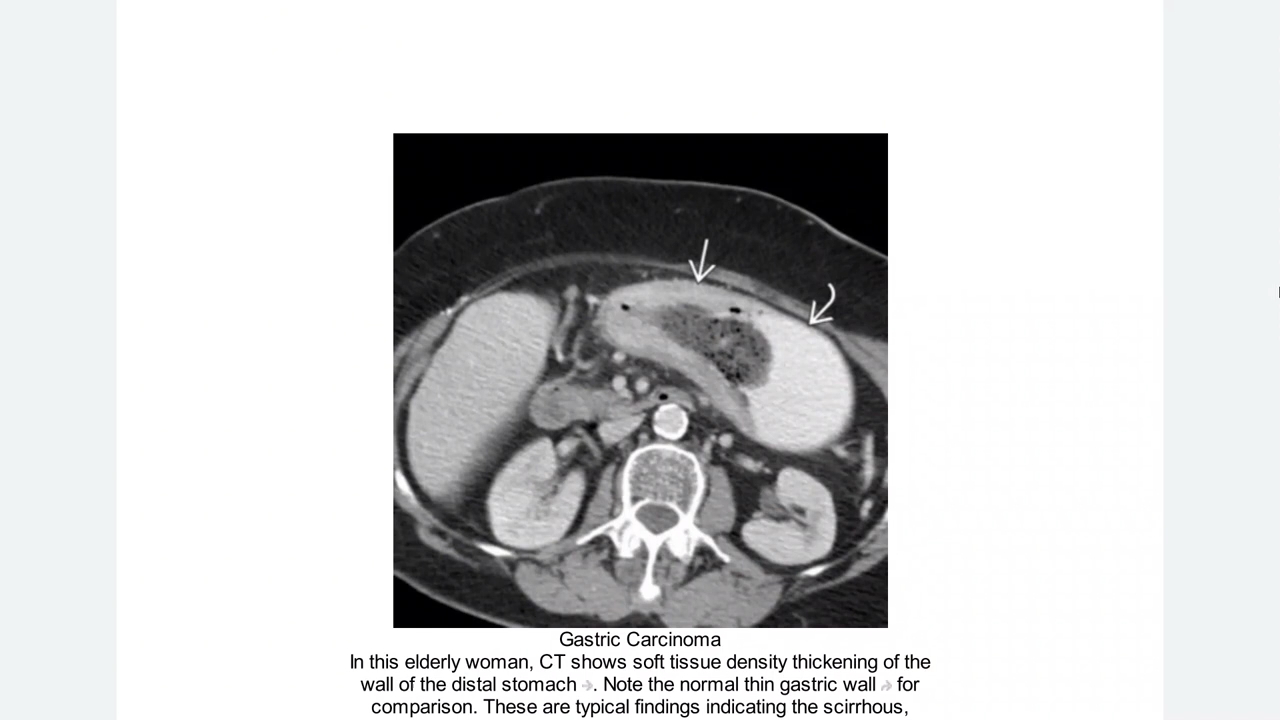 Gastric Carcinoma
In this elderly woman, CT shows soft tissue density thickening of the
wall of the distal stomach . Note the normal thin gastric wall for
comparison. These are typical findings indicating the scirrhous,